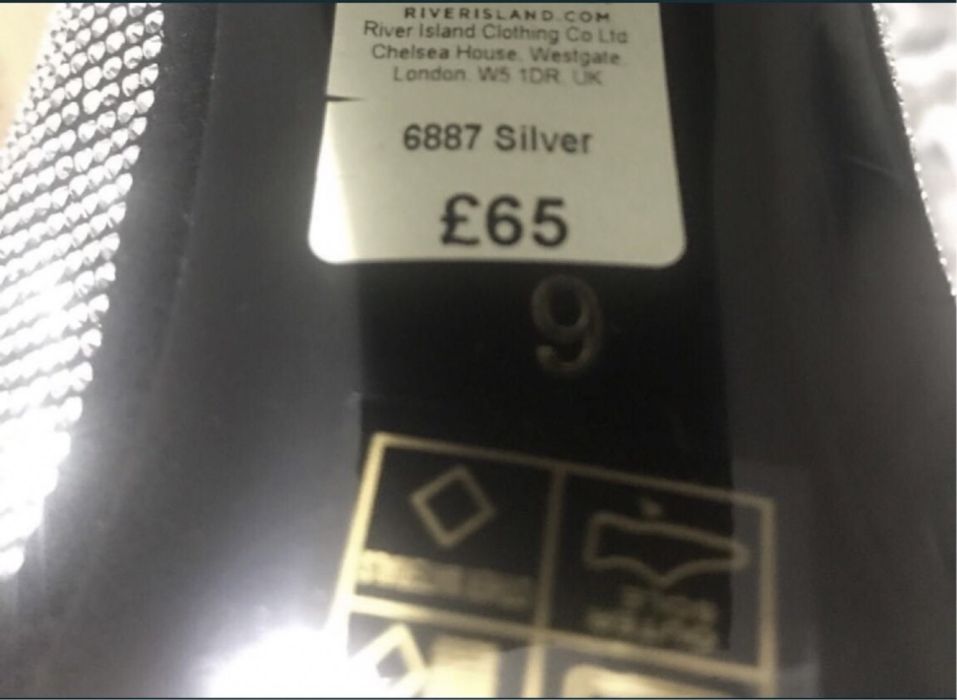 RIVERISLAND.COM
River Island Clothing Co Ltd
Chelsea House, Westgate,
London. W5 1DR. UK
6887 Silver
£65
9